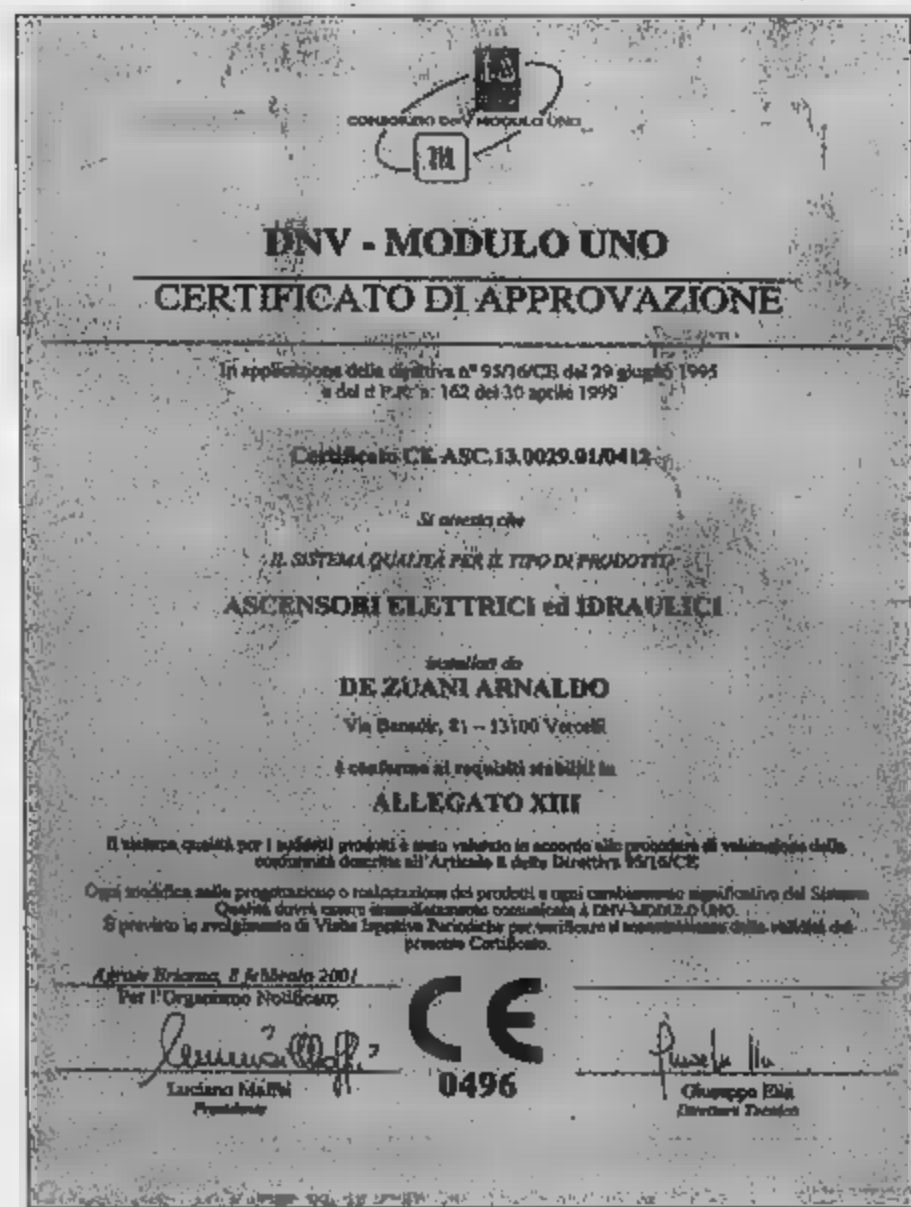 CONSORZIO DNV MODULO UNO
DNV - MODULO UNO
CERTIFICATO DI APPROVAZIONE
In applicazione della direttiva n° 95/16/CE del 29 giugno 1995
e del d.P.R. n. 162 del 30 aprile 1999
Certificato CE.ASC.13.0029.01/0412
Si attesta che
IL SISTEMA QUALITÀ PER IL TIPO DI PRODOTTO
ASCENSORI ELETTRICI ed IDRAULICI
installati da
DE ZUANI ARNALDO
Via Benadir, 81 – 13100 Vercelli
è conforme ai requisiti stabiliti in
ALLEGATO XIII
Il sistema qualità per i suddetti prodotti è stato valutato in accordo alle procedure di valutazione della
conformità descritte all'Articolo 8 della Direttiva 95/16/CE
Ogni modifica nella progettazione o realizzazione dei prodotti e ogni cambiamento significativo del Sistema
Qualità dovrà essere immediatamente comunicata a DNV-MODULO UNO.
È previsto lo svolgimento di Visite Ispettive Periodiche per verificare il mantenimento della validità del
presente Certificato.
Agrate Brianza, 8 febbraio 2001
Per l'Organismo Notificato
CE
0496
Luciano Maffei
Presidente
Giuseppe Elia
Direttore Tecnico